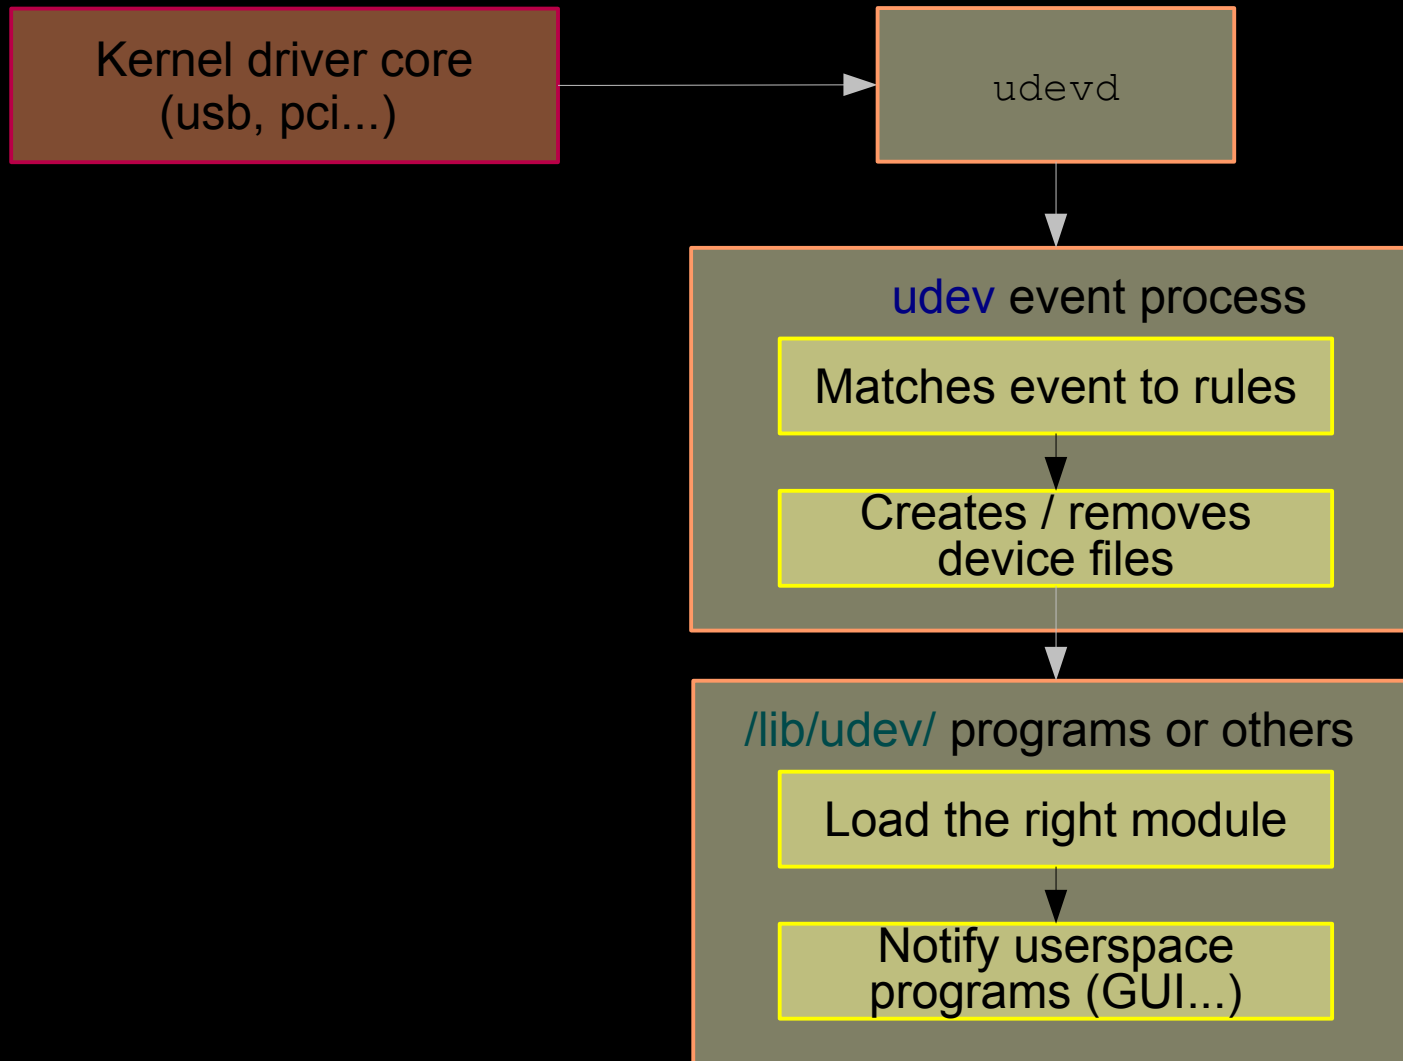 Kernel driver core
(usb, pci...)
udevd
udev event process
Matches event to rules
Creates / removes
device files
/lib/udev/ programs or others
Load the right module
Notify userspace
programs (GUI...)